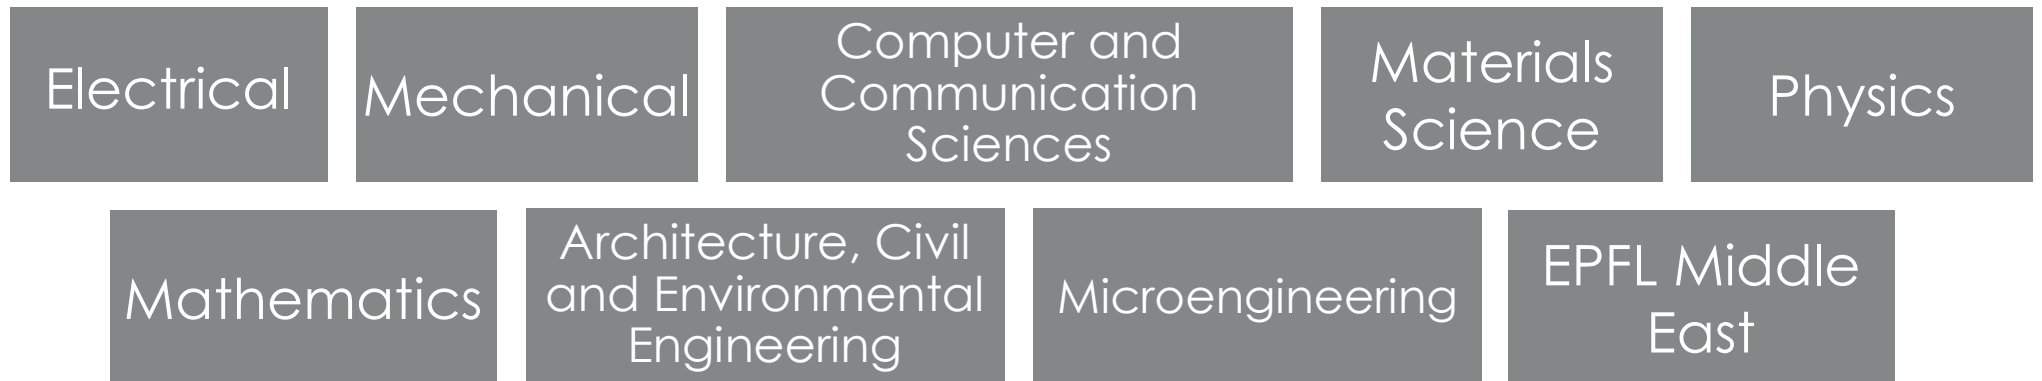 Electrical
Mechanical
Computer and
Communication
Sciences
Materials
Science
Physics
Mathematics
Architecture, Civil
and Environmental
Engineering
Microengineering
EPFL Middle
East